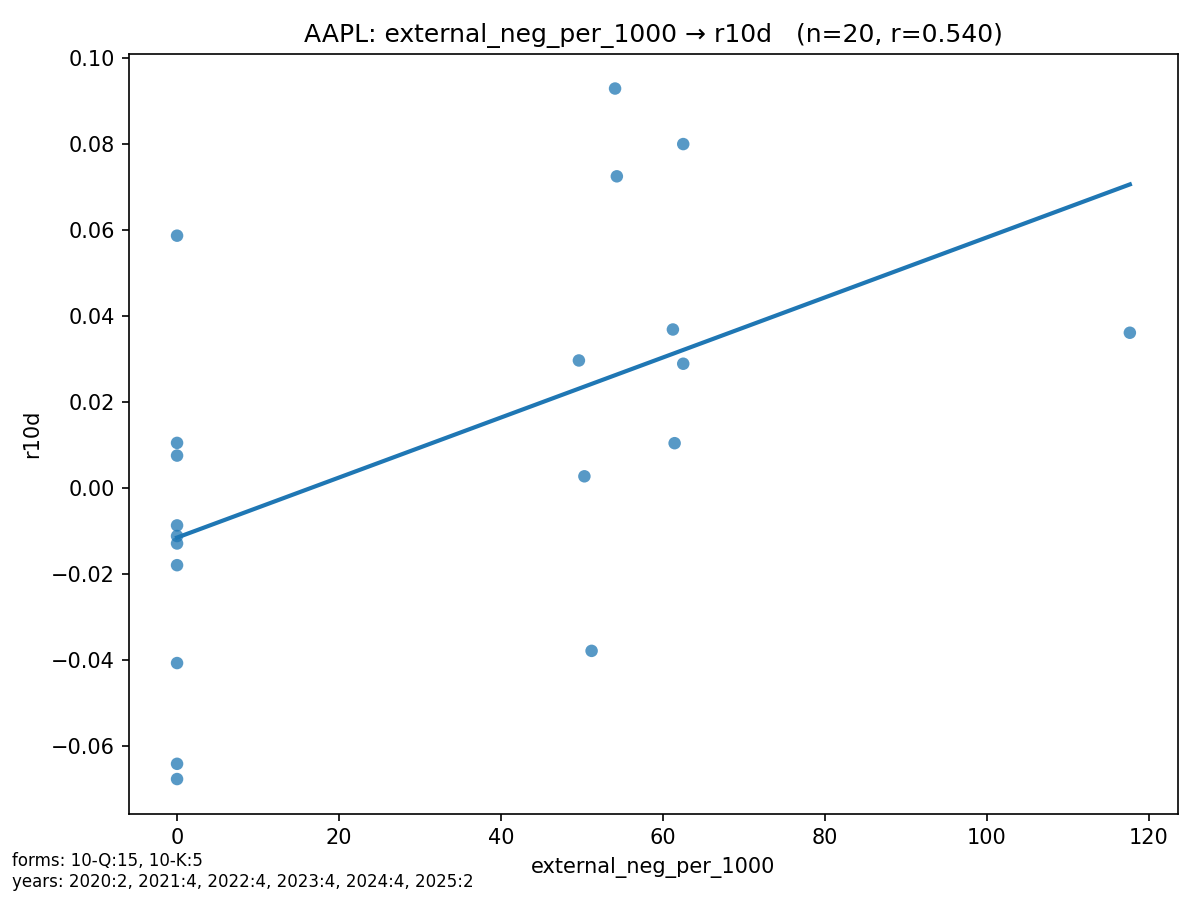 AAPL: external_neg_per_1000 → r10d (n=20, r=0.540)
0.10
0.08
0.06
0.04
0.02
0.00
−0.02
−0.04
−0.06
r10d
0 20 40 60 80 100 120
external_neg_per_1000
forms: 10-Q:15, 10-K:5
years: 2020:2, 2021:4, 2022:4, 2023:4, 2024:4, 2025:2